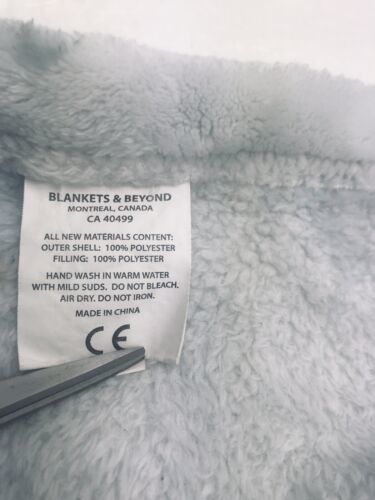 BLANKETS & BEYOND
MONTREAL, CANADA
CA 40499
ALL NEW MATERIALS CONTENT:
OUTER SHELL: 100% POLYESTER
FILLING: 100% POLYESTER
HAND WASH IN WARM WATER
WITH MILD SUDS. DO NOT BLEACH.
AIR DRY. DO NOT IRON.
MADE IN CHINA
CE